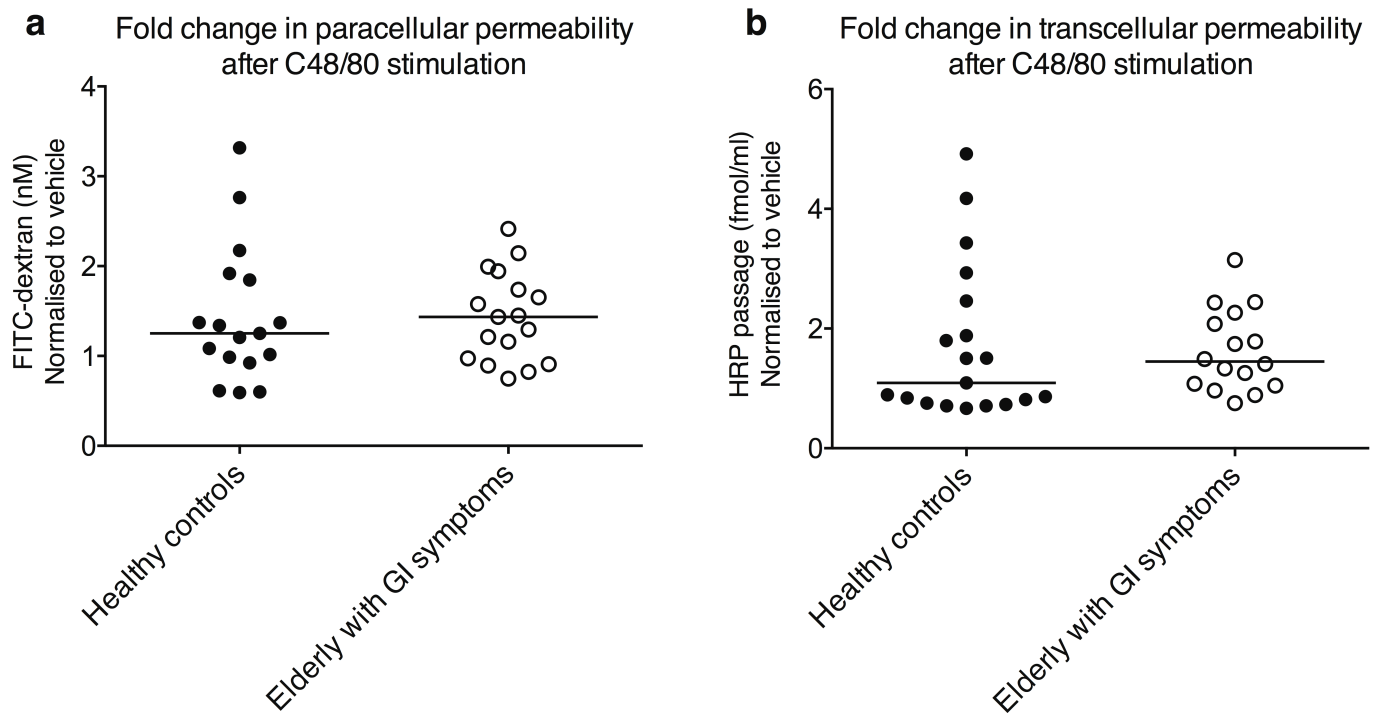 a
Fold change in paracellular permeability
after C48/80 stimulation
4
3
2
1
0
FITC-dextran (nM)
Normalised to vehicle
Healthy controls
Elderly with GI symptoms
b
Fold change in transcellular permeability
after C48/80 stimulation
6
4
2
0
HRP passage (fmol/ml)
Normalised to vehicle
Healthy controls
Elderly with GI symptoms